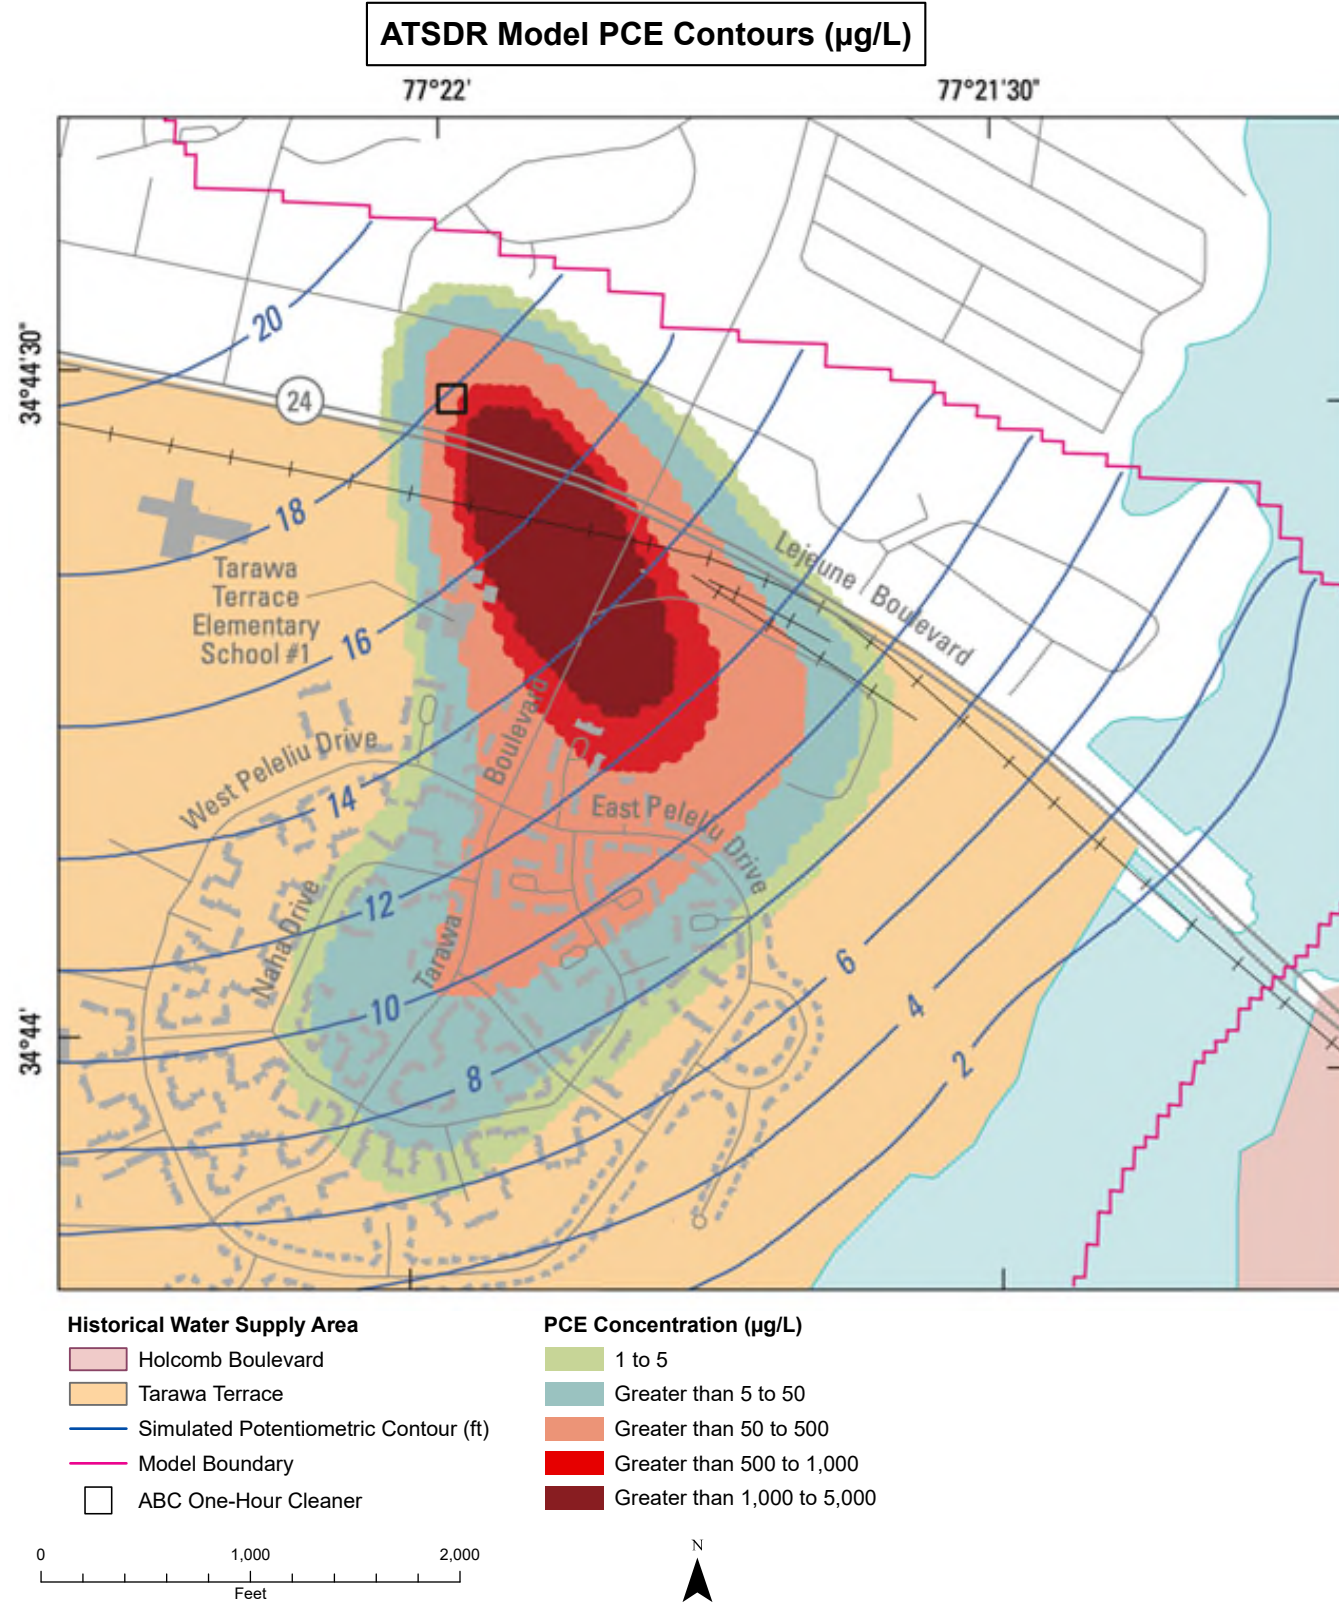 ATSDR Model PCE Contours (µg/L)
77°22'
77°21'30"
34°44'30"
34°44'
20
24
18
16
14
12
10
8
6
4
2
Tarawa
Terrace
Elementary
School #1
Lejeune Boulevard
West Peleliu Drive
East Peleliu Drive
Naha Drive
Tarawa Boulevard
Historical Water Supply Area
Holcomb Boulevard
Tarawa Terrace
Simulated Potentiometric Contour (ft)
Model Boundary
ABC One-Hour Cleaner
PCE Concentration (µg/L)
1 to 5
Greater than 5 to 50
Greater than 50 to 500
Greater than 500 to 1,000
Greater than 1,000 to 5,000
0 1,000 2,000
Feet
N